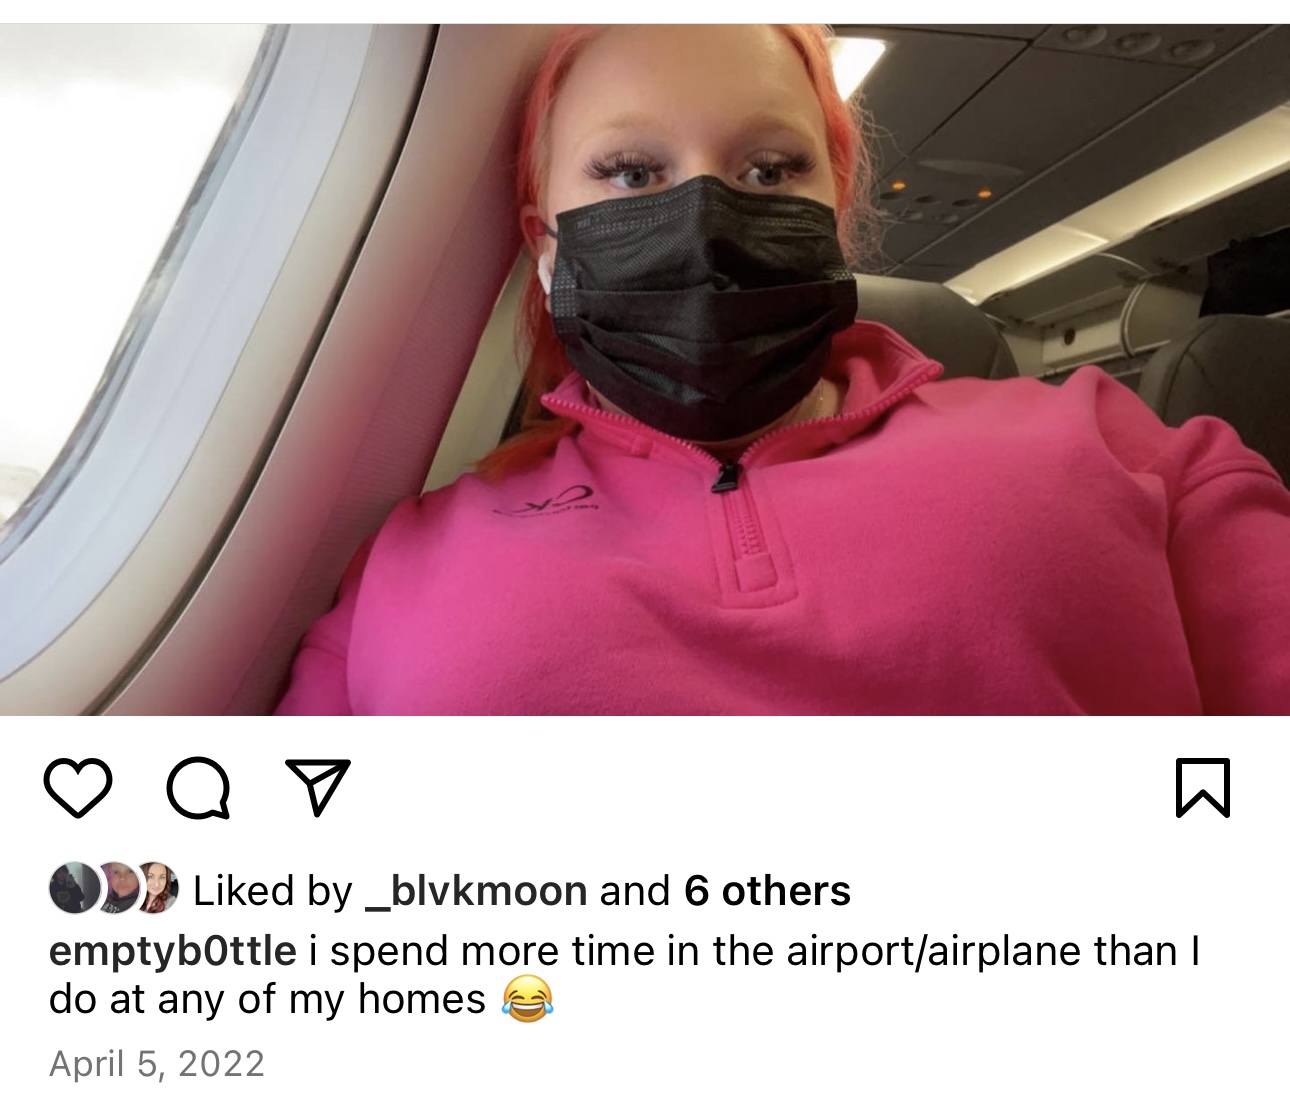 Liked by _blvkmoon and 6 others
emptyb0ttle i spend more time in the airport/airplane than I
do at any of my homes 😂
April 5, 2022